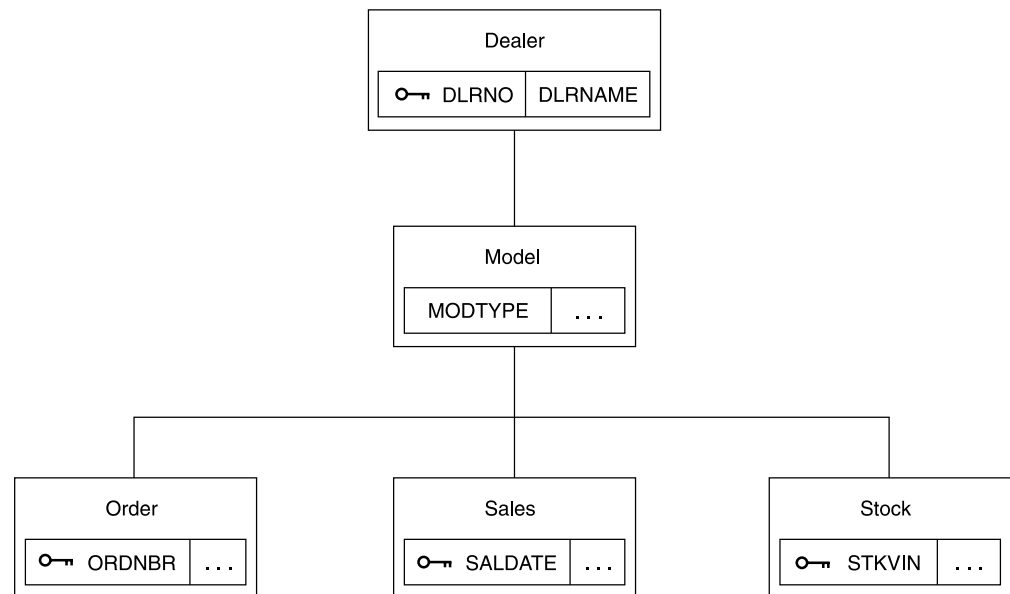 Dealer
DLRNO DLRNAME
Model
MODTYPE ...
Order Sales Stock
ORDNBR ... SALDATE ... STKVIN ...